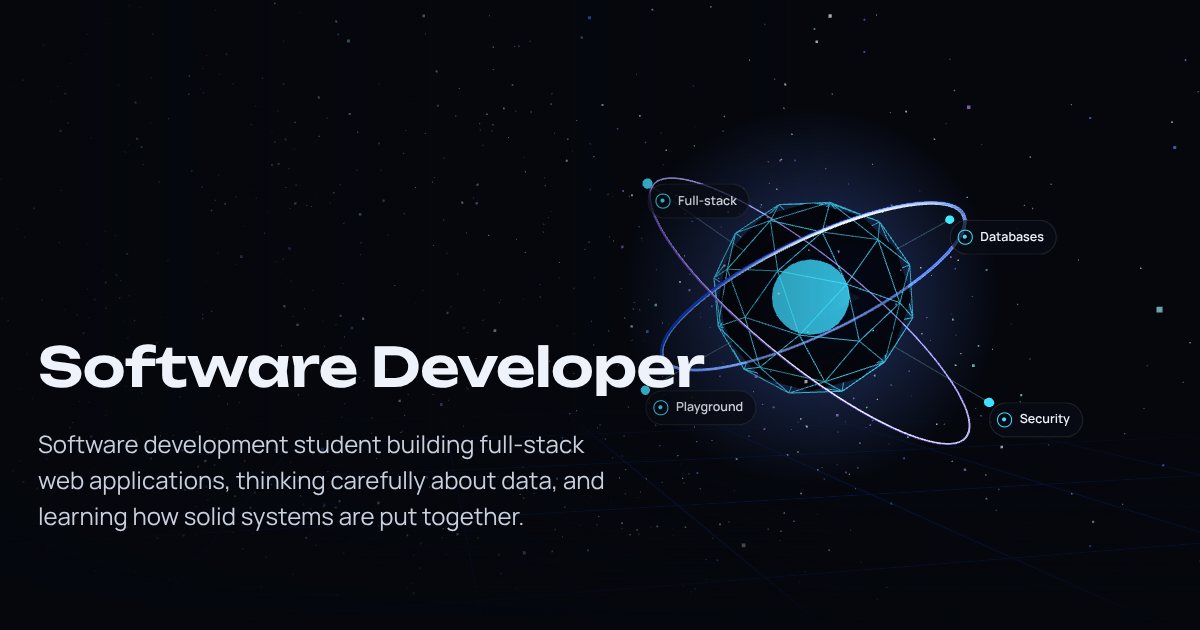 Full-stack
Databases
Software Developer
Playground
Security
Software development student building full-stack
web applications, thinking carefully about data, and
learning how solid systems are put together.